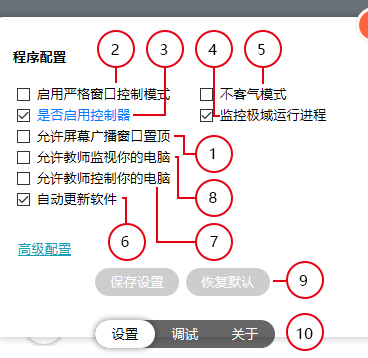 程序配置
2 3 4 5
启用严格窗口控制模式 不客气模式
是否启用控制器 监控极域运行进程
允许屏幕广播窗口置顶
1
允许教师监视你的电脑
允许教师控制你的电脑
8
自动更新软件
6 7
高级配置
保存设置 恢复默认 9
设置 调试 关于 10